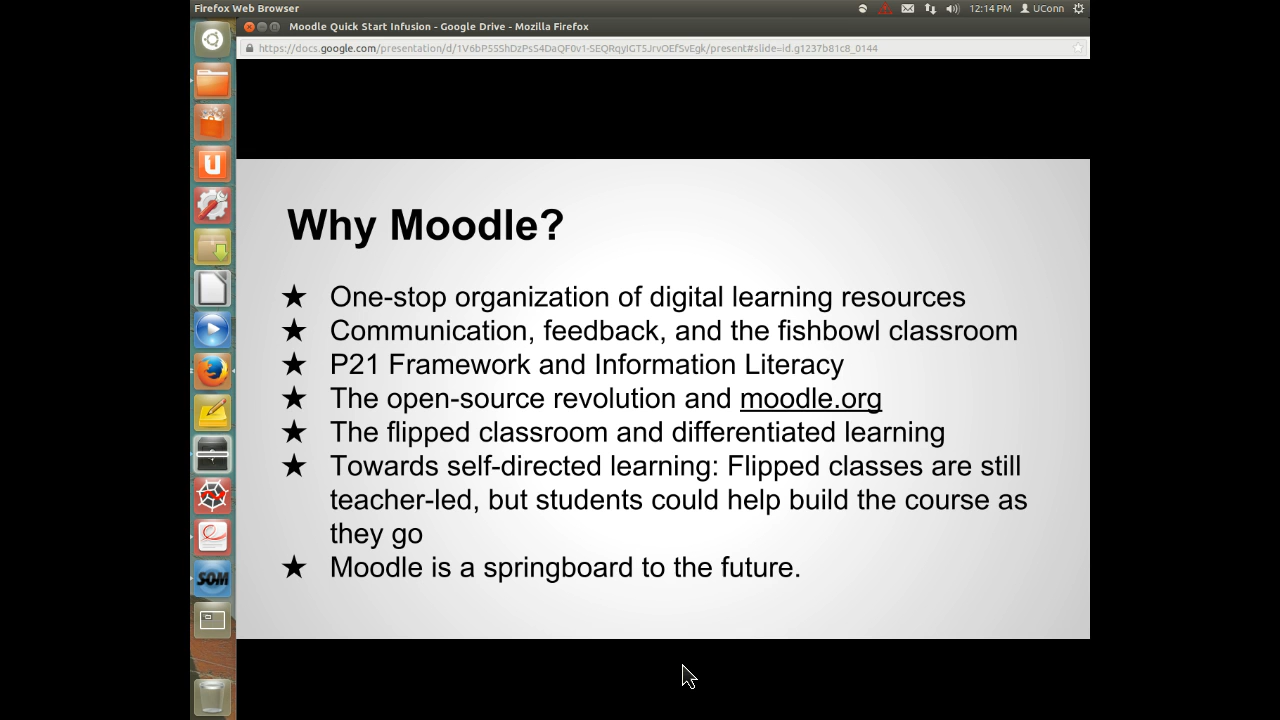 Firefox Web Browser
12:14 PM UConn
Moodle Quick Start Infusion - Google Drive - Mozilla Firefox
Why Moodle?
★ One-stop organization of digital learning resources
★ Communication, feedback, and the fishbowl classroom
★ P21 Framework and Information Literacy
★ The open-source revolution and moodle.org
★ The flipped classroom and differentiated learning
★ Towards self-directed learning: Flipped classes are still
teacher-led, but students could help build the course as
they go
★ Moodle is a springboard to the future.
SOM